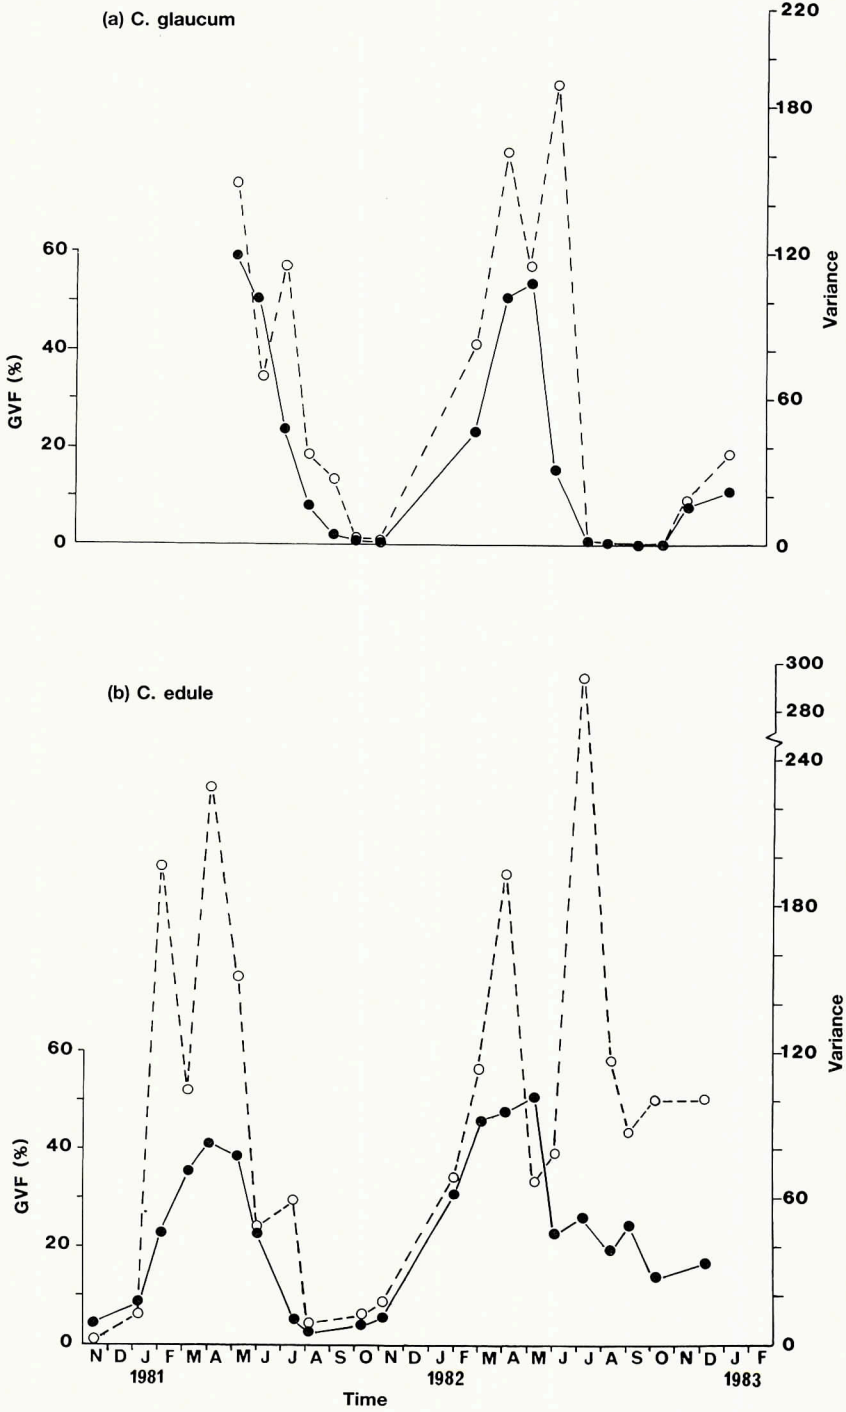 (a) C. glaucum
220
180
120
60
0
Variance
60
40
20
0
GVF (%)
(b) C. edule
300
280
240
180
120
60
0
Variance
60
40
20
0
GVF (%)
N D J F M A M J J A S O N D J F M A M J J A S O N D J F
1981 1982 1983
Time